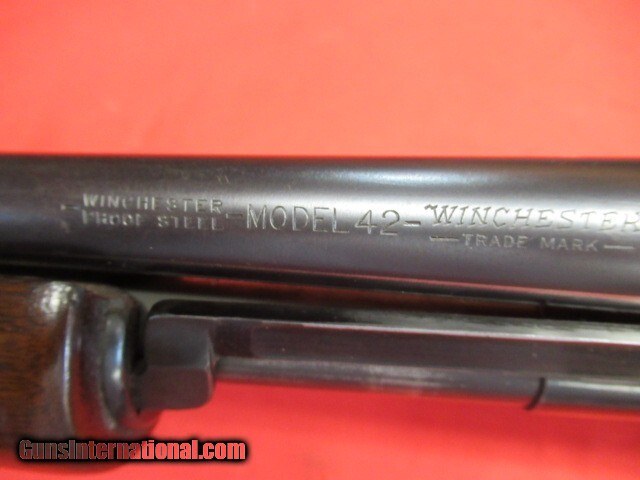 WINCHESTER
PROOF STEEL
-MODEL 42-
WINCHESTER
-TRADE MARK-
GunsInternational.com